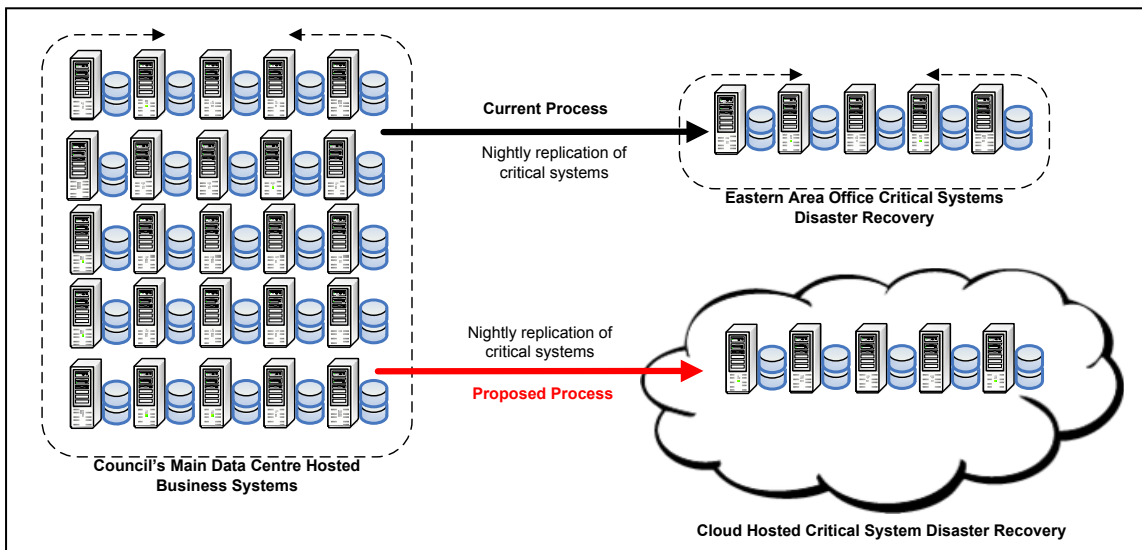 Current Process
Nightly replication of
critical systems
Eastern Area Office Critical Systems
Disaster Recovery
Nightly replication of
critical systems
Proposed Process
Council's Main Data Centre Hosted
Business Systems
Cloud Hosted Critical System Disaster Recovery